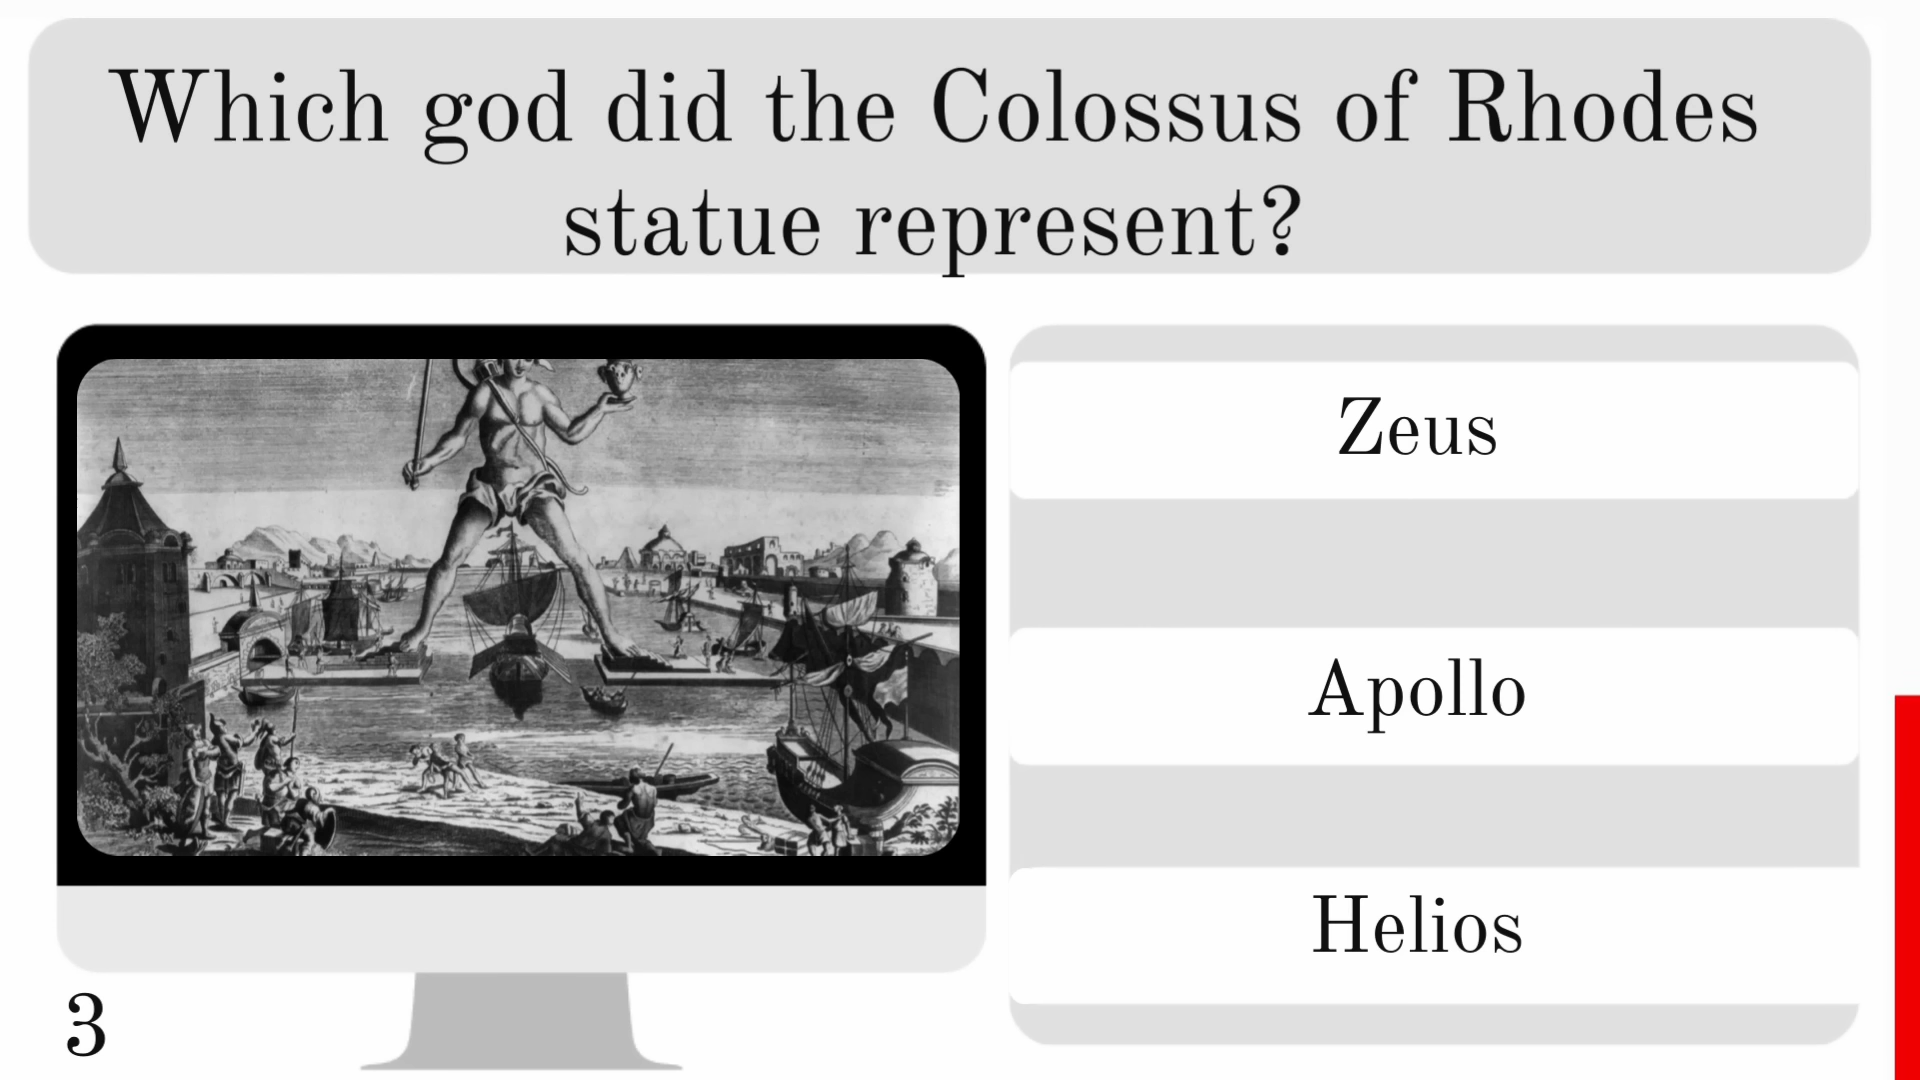 Which god did the Colossus of Rhodes
statue represent?
Zeus
Apollo
Helios
3